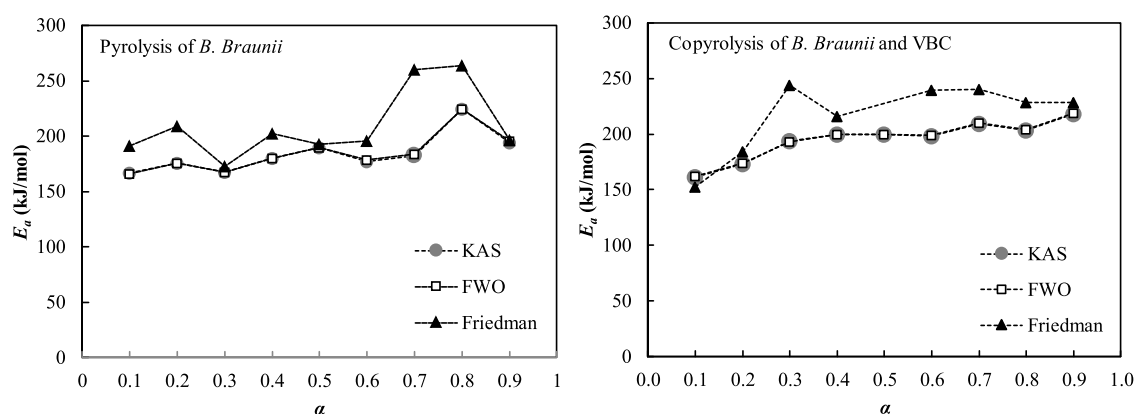 Pyrolysis of B. Braunii
300
250
200
150
100
50
0
Ea (kJ/mol)
KAS
FWO
Friedman
0 0.1 0.2 0.3 0.4 0.5 0.6 0.7 0.8 0.9 1
α
Copyrolysis of B. Braunii and VBC
300
250
200
150
100
50
0
Ea (kJ/mol)
KAS
FWO
Friedman
0.0 0.1 0.2 0.3 0.4 0.5 0.6 0.7 0.8 0.9 1.0
α